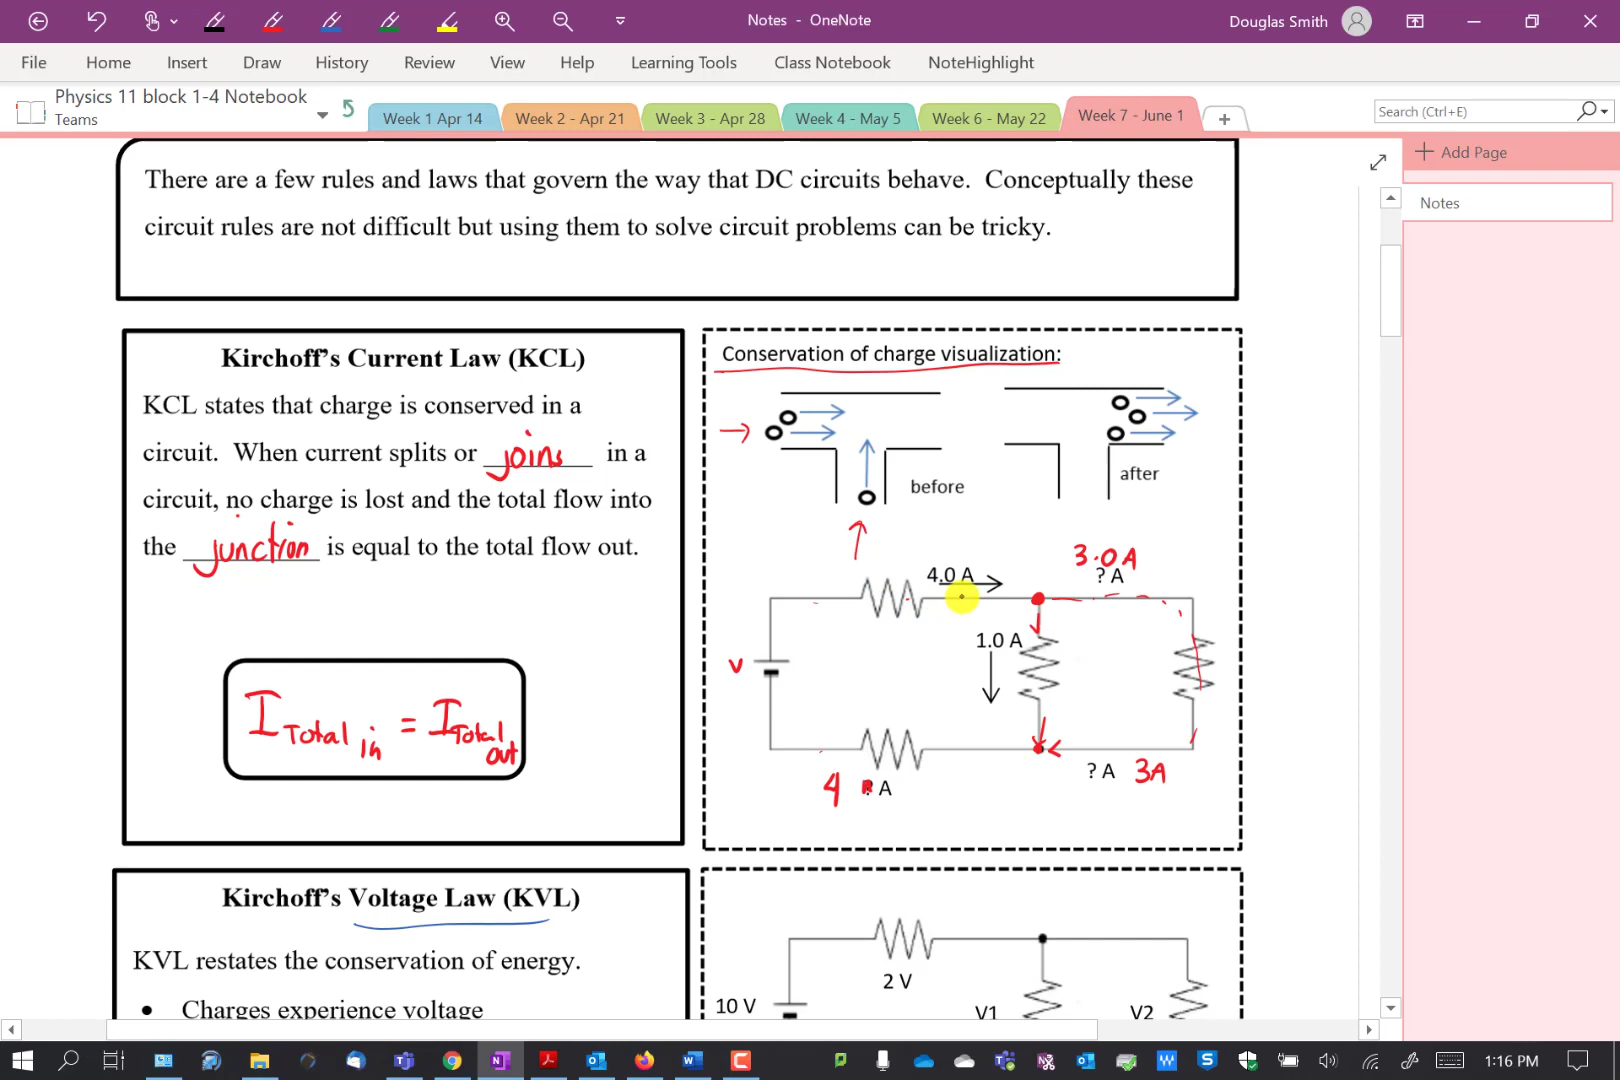 Notes - OneNote
Douglas Smith
File Home Insert Draw History Review View Help Learning Tools Class Notebook NoteHighlight
Physics 11 block 1-4 Notebook
Teams
Week 1 Apr 14
Week 2 - Apr 21
Week 3 - Apr 28
Week 4 - May 5
Week 6 - May 22
Week 7 - June 1
Search (Ctrl+E)
Add Page
Notes
There are a few rules and laws that govern the way that DC circuits behave. Conceptually these
circuit rules are not difficult but using them to solve circuit problems can be tricky.
Kirchoff's Current Law (KCL)
KCL states that charge is conserved in a
circuit. When current splits or joins in a
circuit, no charge is lost and the total flow into
the junction is equal to the total flow out.
I Total in = I Total out
Conservation of charge visualization:
before
after
3.0 A
4.0 A
? A
1.0 A
V
? A 3A
4 ? A
Kirchoff's Voltage Law (KVL)
KVL restates the conservation of energy.
• Charges experience voltage
2 V
10 V
V1
V2
1:16 PM